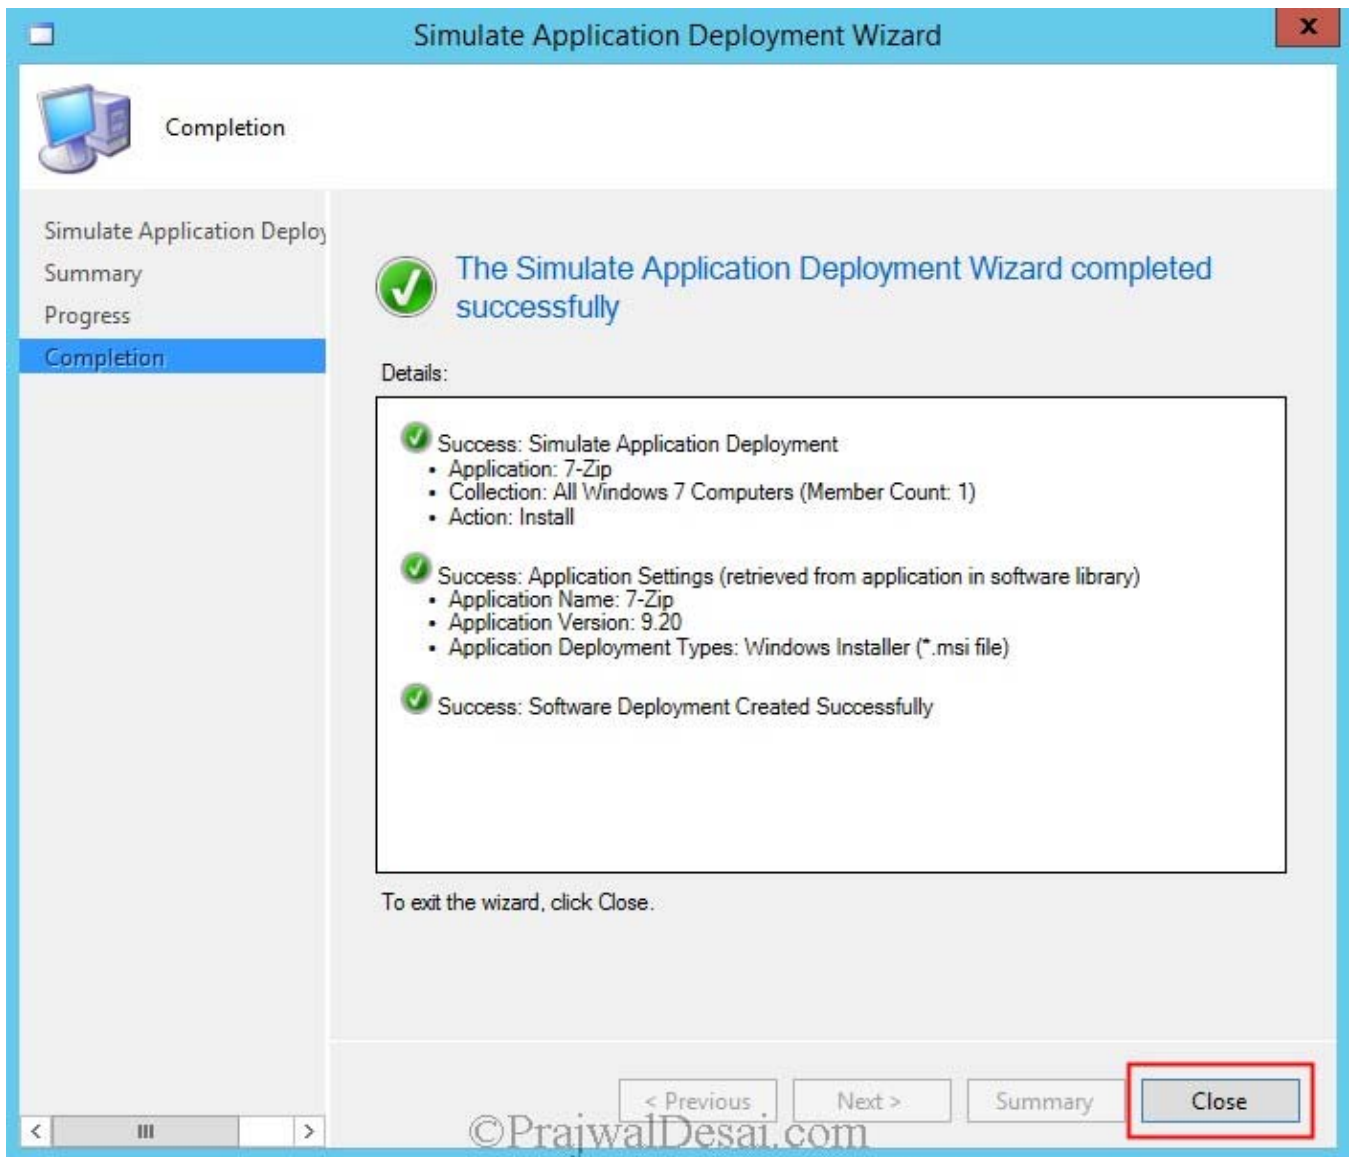 Simulate Application Deployment Wizard
X
Completion
Simulate Application Deploy
Summary
Progress
Completion
The Simulate Application Deployment Wizard completed
successfully
Details:
Success: Simulate Application Deployment
• Application: 7-Zip
• Collection: All Windows 7 Computers (Member Count: 1)
• Action: Install
Success: Application Settings (retrieved from application in software library)
• Application Name: 7-Zip
• Application Version: 9.20
• Application Deployment Types: Windows Installer (*.msi file)
Success: Software Deployment Created Successfully
To exit the wizard, click Close.
< Previous Next > Summary Close
©PrajwalDesai.com